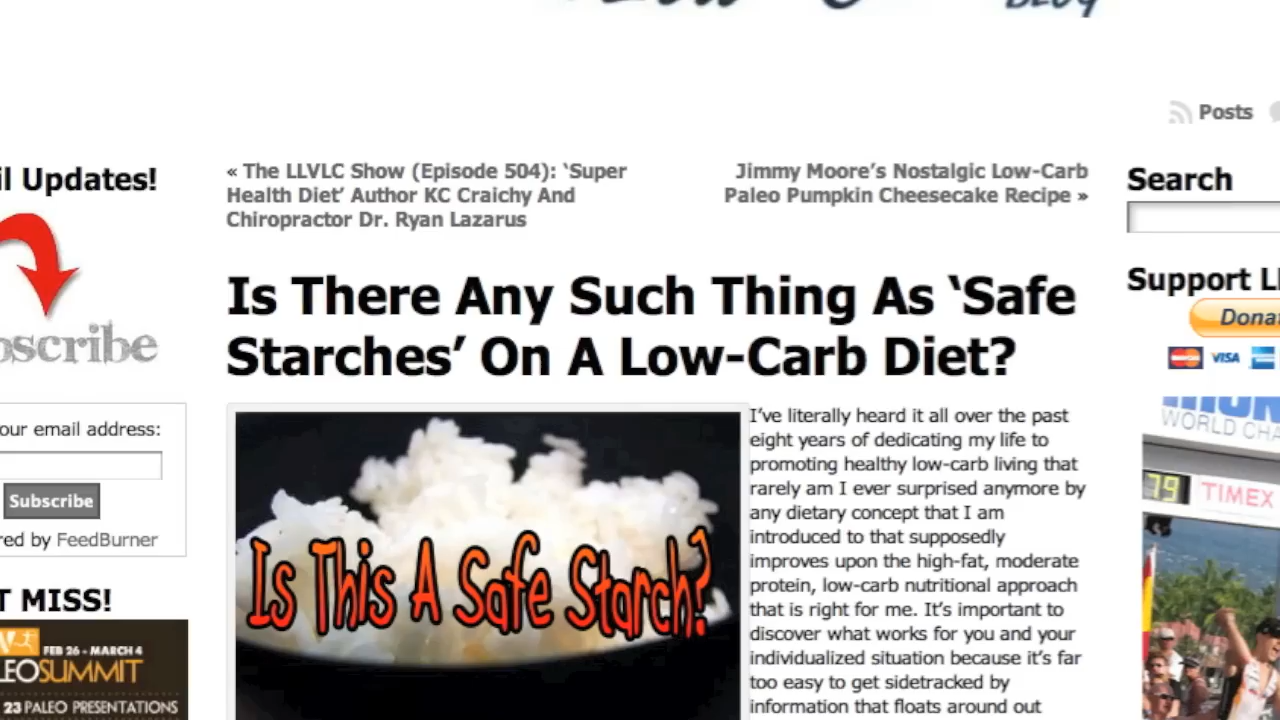 BLOG
Posts
Updates!
« The LLVLC Show (Episode 504): ‘Super
Health Diet’ Author KC Craichy And
Chiropractor Dr. Ryan Lazarus
Jimmy Moore’s Nostalgic Low-Carb
Paleo Pumpkin Cheesecake Recipe »
Search
Support
Is There Any Such Thing As ‘Safe
Starches’ On A Low-Carb Diet?
VISA
our email address:
Subscribe
red by FeedBurner
T MISS!
FEB 26 - MARCH 4
EOSUMMIT
23 PALEO PRESENTATIONS
Is This A Safe Starch?
I’ve literally heard it all over the past
eight years of dedicating my life to
promoting healthy low-carb living that
rarely am I ever surprised anymore by
any dietary concept that I am
introduced to that supposedly
improves upon the high-fat, moderate
protein, low-carb nutritional approach
that is right for me. It’s important to
discover what works for you and your
individualized situation because it’s far
too easy to get sidetracked by
information that floats around out
WORLD CHA
79
TIMEX